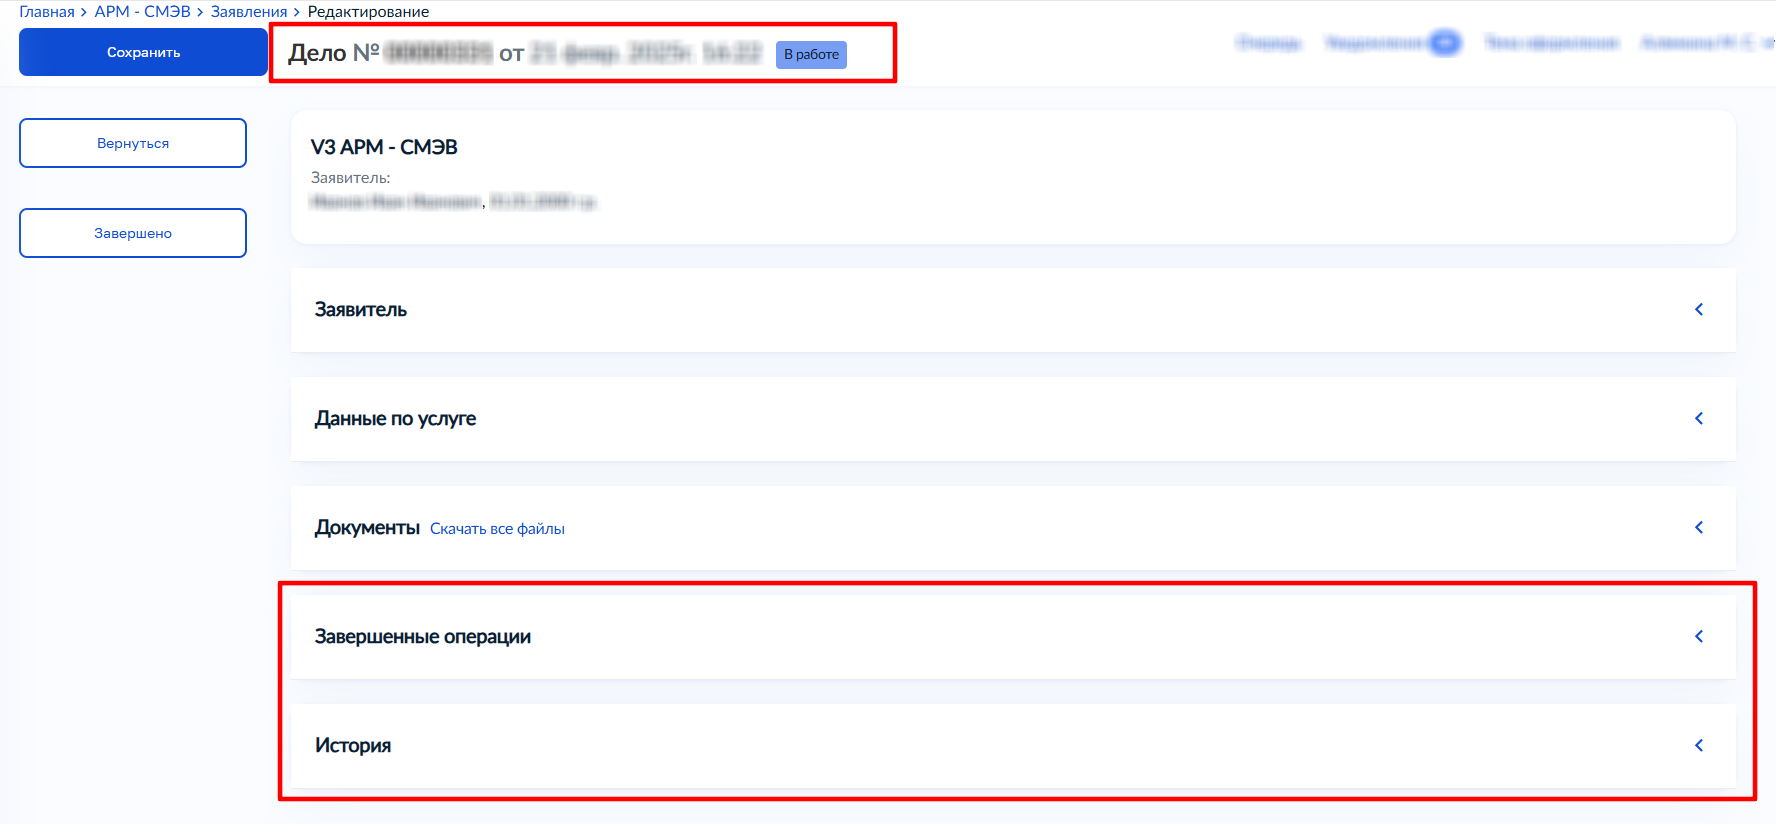 Главная > АРМ - СМЭВ > Заявления > Редактирование
Сохранить
Дело № от В работе
Вернуться
Завершено
V3 АРМ - СМЭВ
Заявитель:
Заявитель
Данные по услуге
Документы Скачать все файлы
Завершенные операции
История